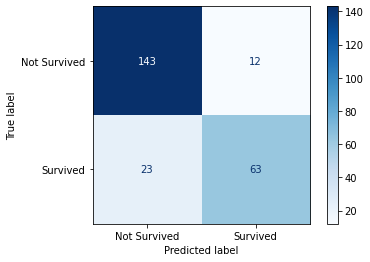 140
Not Survived 143 12
120
100
True label
80
60
Survived 23 63
40
20
Not Survived Survived
Predicted label